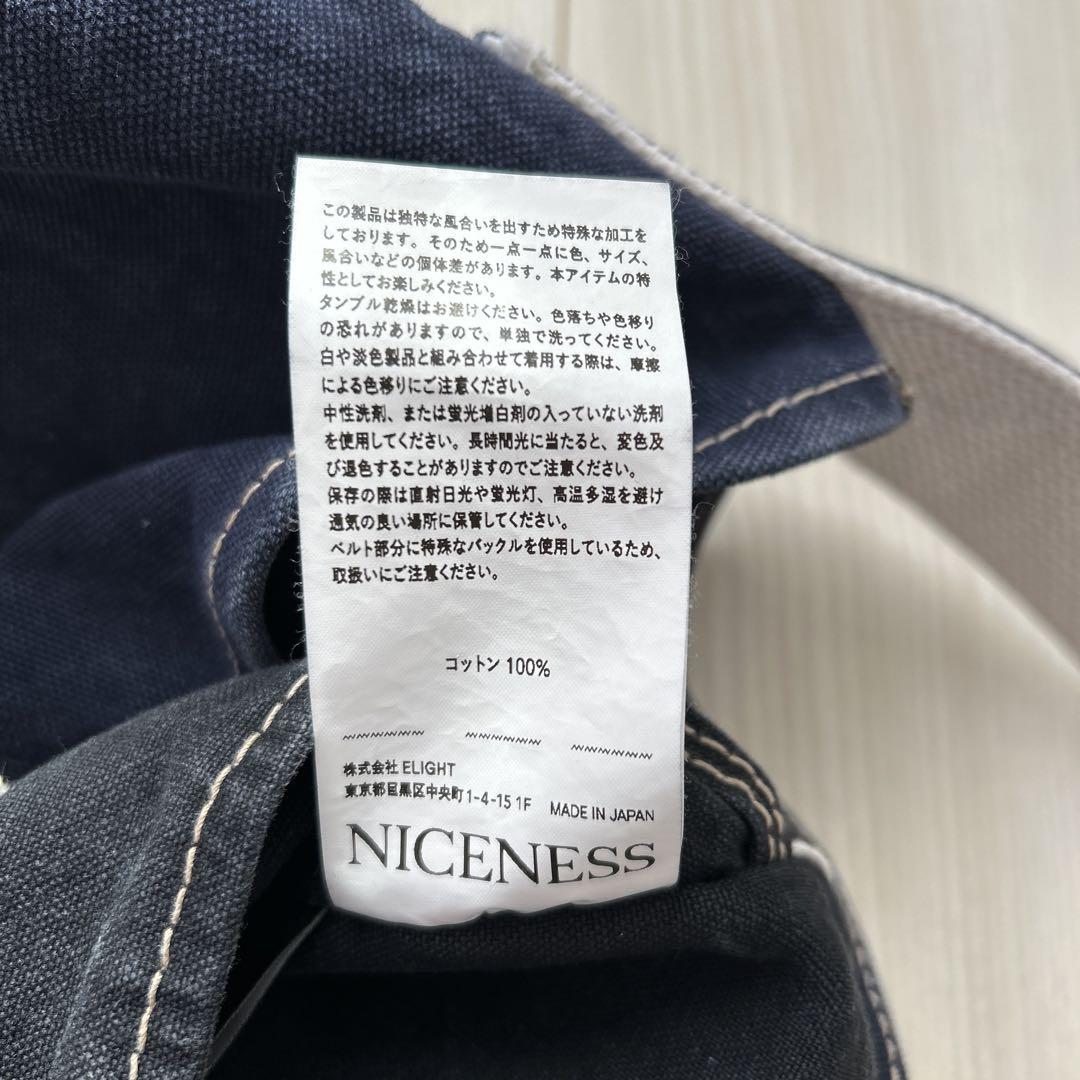 この製品は独特な風合いを出すため特殊な加工を
しております。そのため一点一点に色、サイズ、
風合いなどの個体差があります。本アイテムの特
性としてお楽しみください。
タンブル乾燥はお避けください。色落ちや色移り
の恐れがありますので、単独で洗ってください。
白や淡色製品と組み合わせて着用する際は、摩擦
による色移りにご注意ください。
中性洗剤、または蛍光増白剤の入っていない洗剤
を使用してください。長時間光に当たると、変色及
び退色することがありますのでご注意ください。
保存の際は直射日光や蛍光灯、高温多湿を避け
通気の良い場所に保管してください。
ベルト部分に特殊なバックルを使用しているため、
取扱いにご注意ください。
コットン 100%
株式会社 ELIGHT
東京都目黒区中央町1-4-15 1F MADE IN JAPAN
NICENESS